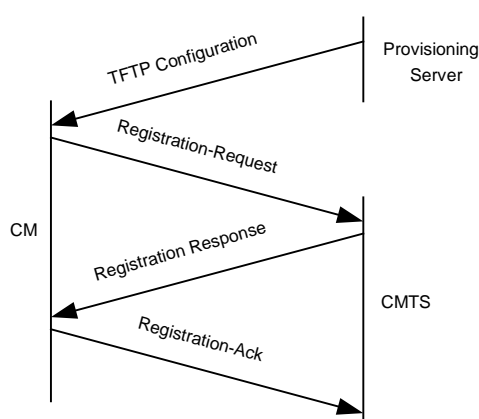 TFTP Configuration
Provisioning
Server
Registration-Request
CM
Registration Response
CMTS
Registration-Ack